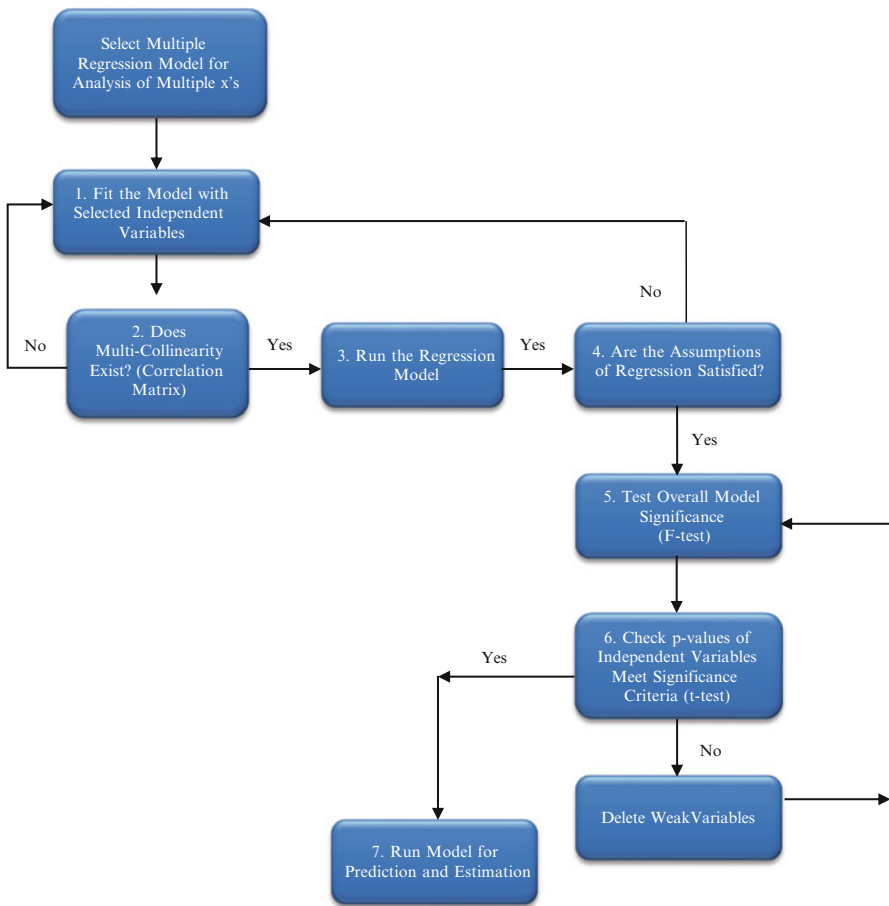 Select Multiple
Regression Model for
Analysis of Multiple x's
1. Fit the Model with
Selected Independent
Variables
No
No
2. Does
Multi-Collinearity
Exist? (Correlation
Matrix)
Yes
3. Run the Regression
Model
Yes
4. Are the Assumptions
of Regression Satisfied?
Yes
5. Test Overall Model
Significance
(F-test)
6. Check p-values of
Independent Variables
Meet Significance
Criteria (t-test)
Yes
No
Delete WeakVariables
7. Run Model for
Prediction and Estimation